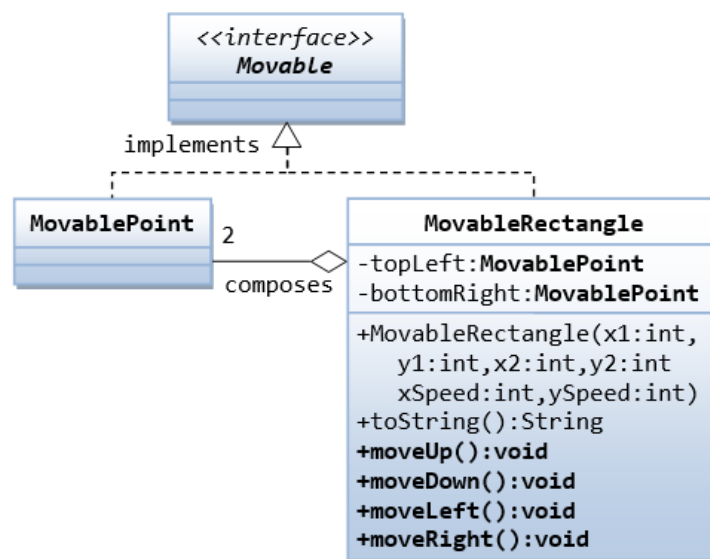 <<interface>>
Movable
implements
MovablePoint
2
composes
MovableRectangle
-topLeft:MovablePoint
-bottomRight:MovablePoint
+MovableRectangle(x1:int,
y1:int,x2:int,y2:int
xSpeed:int,ySpeed:int)
+toString():String
+moveUp():void
+moveDown():void
+moveLeft():void
+moveRight():void